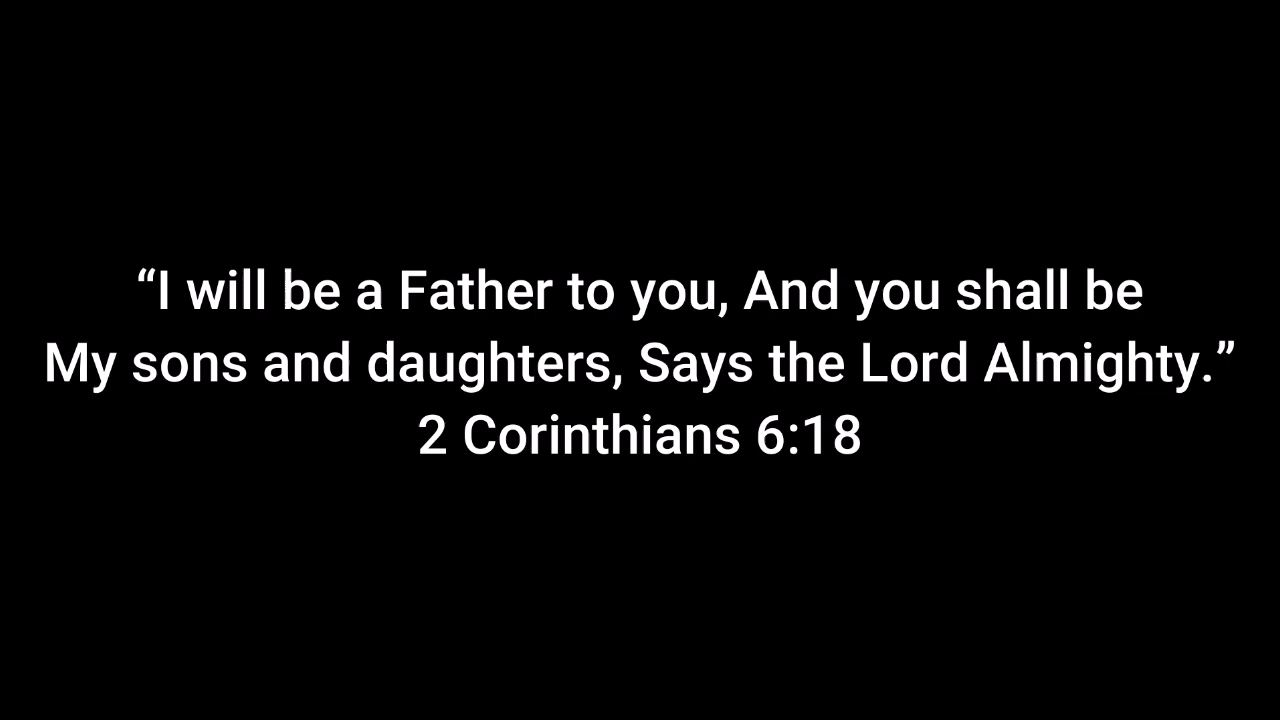 “I will be a Father to you, And you shall be
My sons and daughters, Says the Lord Almighty.”
2 Corinthians 6:18